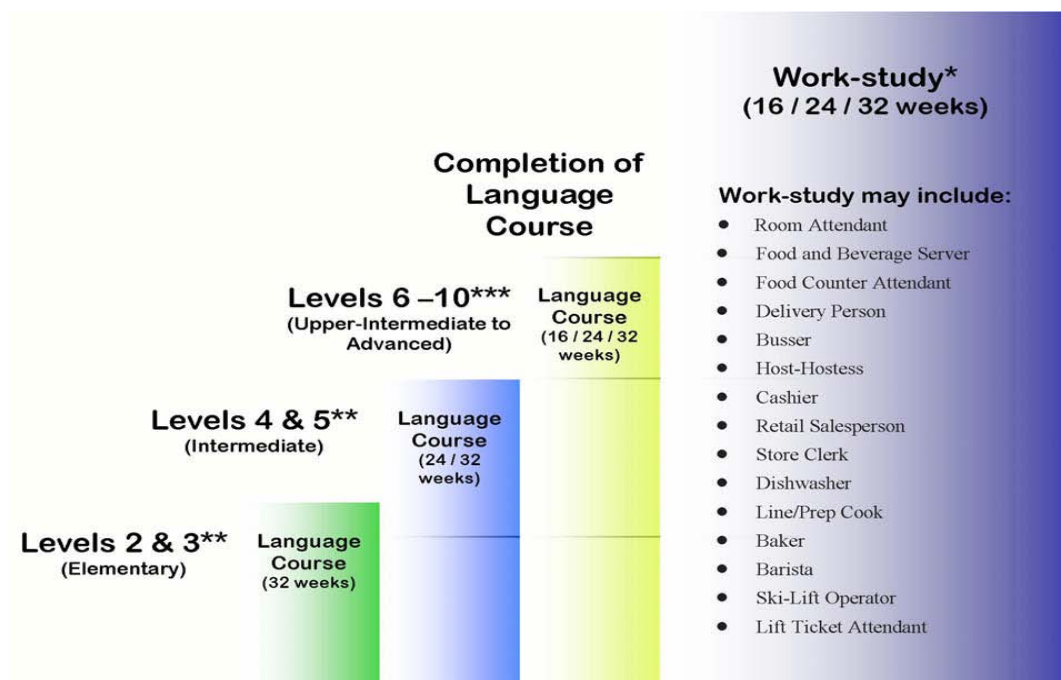 Work-study*
(16 / 24 / 32 weeks)
Completion of
Language
Course
Work-study may include:
• Room Attendant
• Food and Beverage Server
• Food Counter Attendant
• Delivery Person
• Busser
• Host-Hostess
• Cashier
• Retail Salesperson
• Store Clerk
• Dishwasher
• Line/Prep Cook
• Baker
• Barista
• Ski-Lift Operator
• Lift Ticket Attendant
Levels 6 –10***
(Upper-Intermediate to
Advanced)
Language
Course
(16 / 24 / 32
weeks)
Levels 4 & 5**
(Intermediate)
Language
Course
(24 / 32
weeks)
Levels 2 & 3**
(Elementary)
Language
Course
(32 weeks)